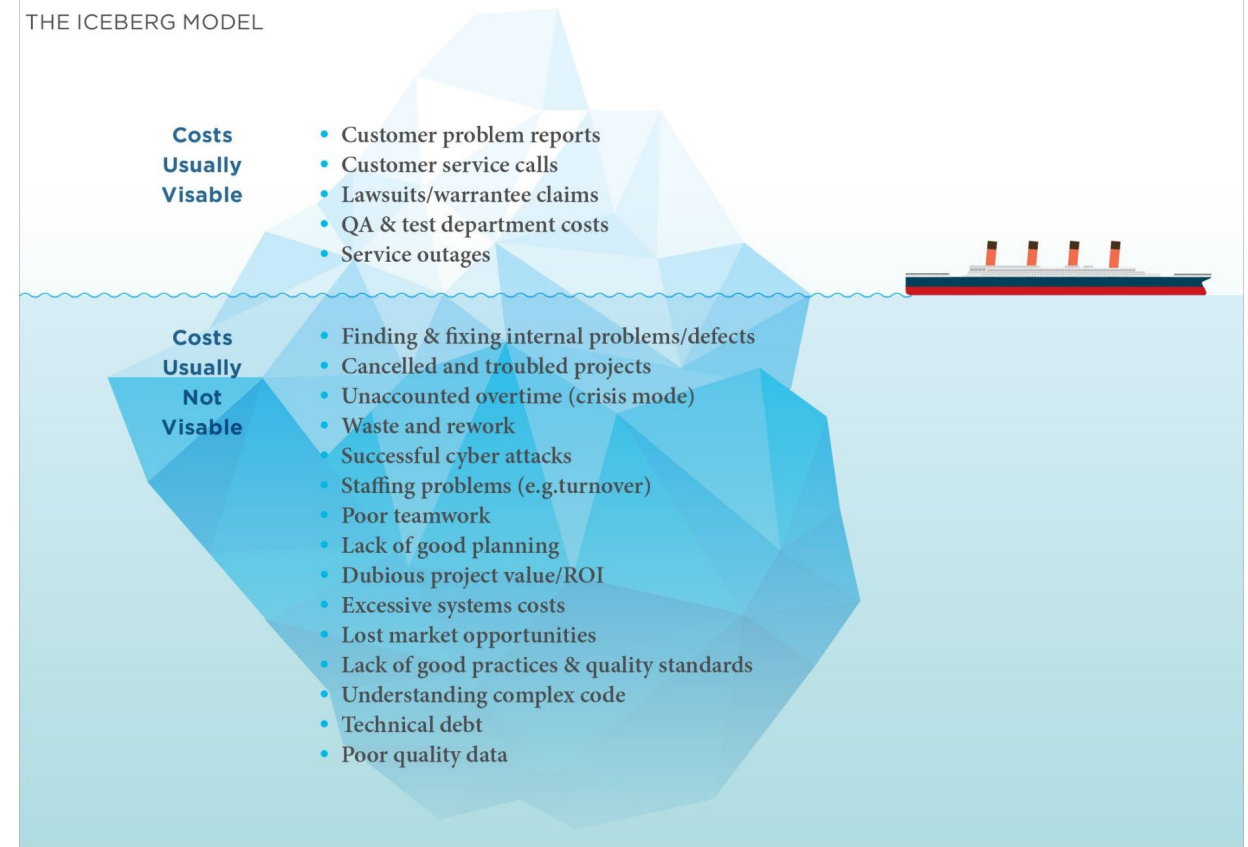 THE ICEBERG MODEL
Costs
Usually
Visable
• Customer problem reports
• Customer service calls
• Lawsuits/warrantee claims
• QA & test department costs
• Service outages
Costs
Usually
Not
Visable
• Finding & fixing internal problems/defects
• Cancelled and troubled projects
• Unaccounted overtime (crisis mode)
• Waste and rework
• Successful cyber attacks
• Staffing problems (e.g.turnover)
• Poor teamwork
• Lack of good planning
• Dubious project value/ROI
• Excessive systems costs
• Lost market opportunities
• Lack of good practices & quality standards
• Understanding complex code
• Technical debt
• Poor quality data